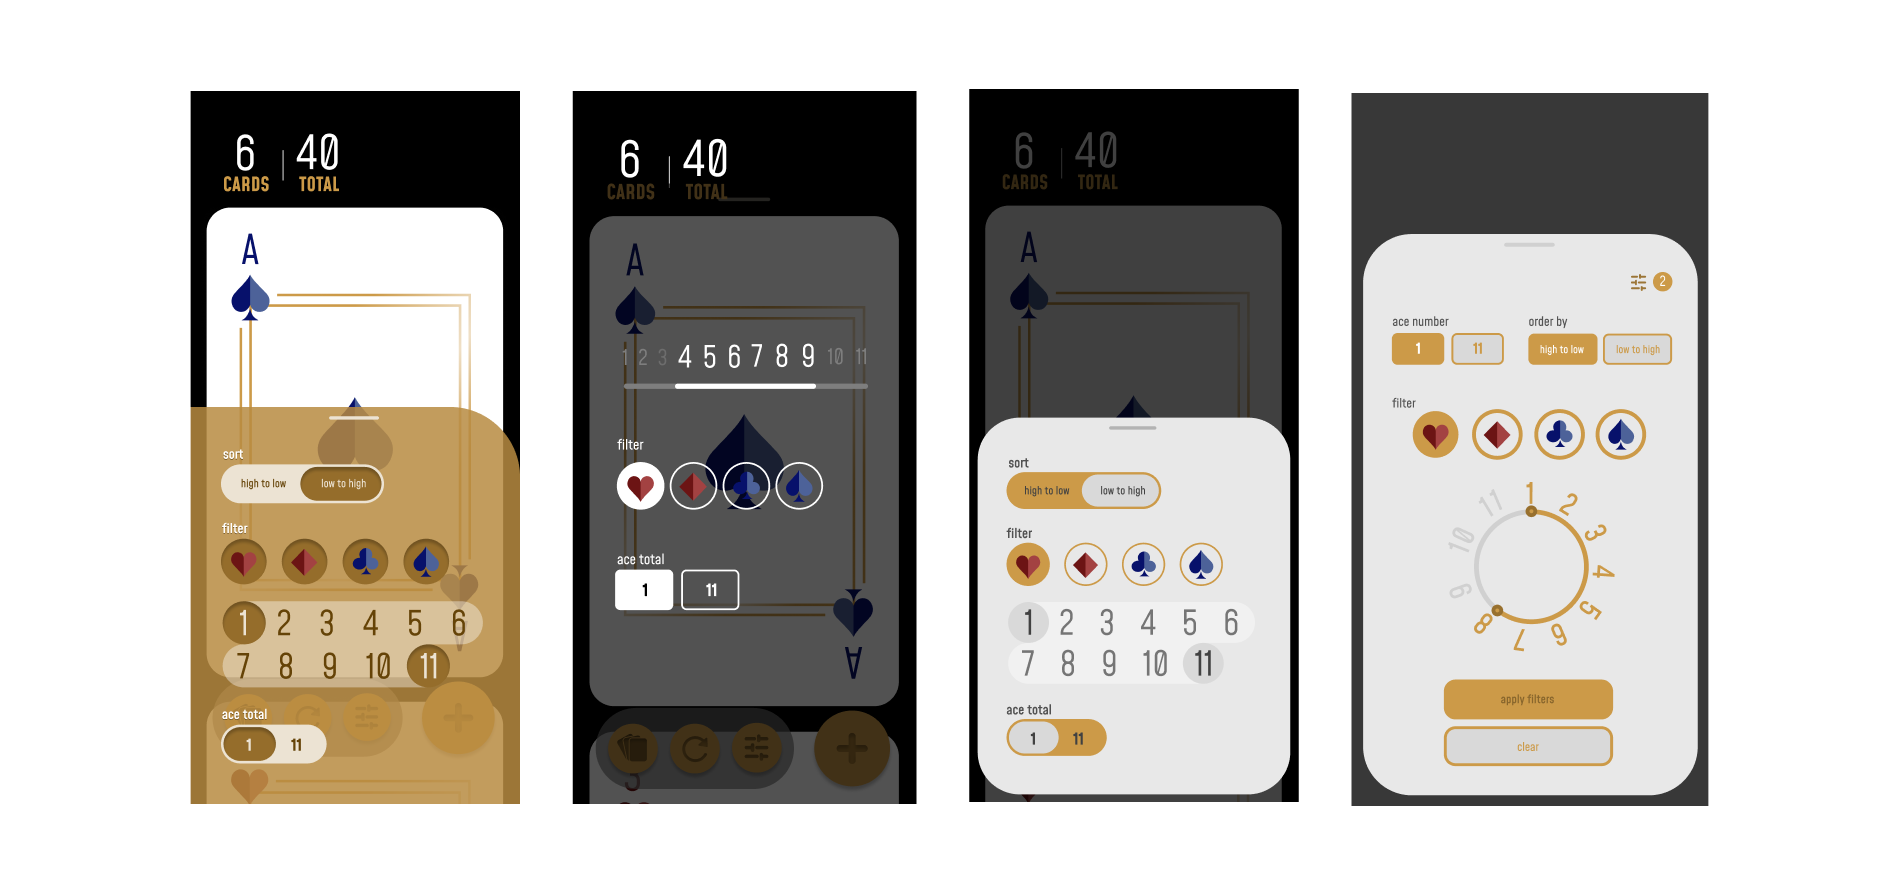 6 40
CARDS TOTAL
A
sort
high to low low to high
filter
1 2 3 4 5 6
7 8 9 10 11
ace total
1 11
6 40
CARDS TOTAL
A
1 2 3 4 5 6 7 8 9 10 11
filter
ace total
1 11
A
6 40
CARDS TOTAL
A
sort
high to low low to high
filter
1 2 3 4 5 6
7 8 9 10 11
ace total
1 11
2
ace number order by
1 11 high to low low to high
filter
1 2 3 4 5 6 7 8 9 10 11
apply filters
clear